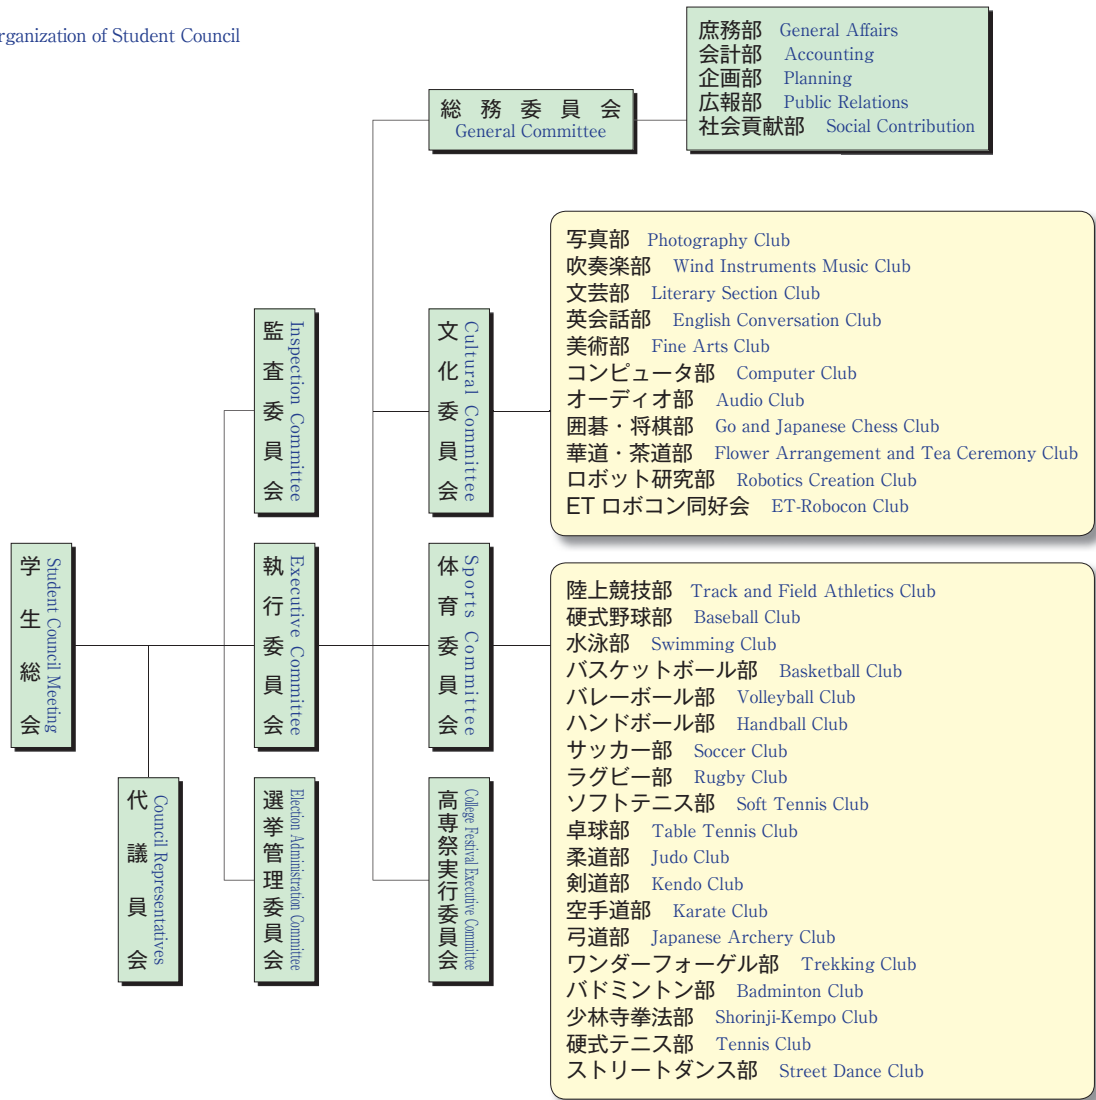 rganization of Student Council
庶務部 General Affairs
会計部 Accounting
企画部 Planning
広報部 Public Relations
社会貢献部 Social Contribution
総務委員会
General Committee
写真部 Photography Club
吹奏楽部 Wind Instruments Music Club
文芸部 Literary Section Club
英会話部 English Conversation Club
美術部 Fine Arts Club
コンピュータ部 Computer Club
オーディオ部 Audio Club
囲碁・将棋部 Go and Japanese Chess Club
華道・茶道部 Flower Arrangement and Tea Ceremony Club
ロボット研究部 Robotics Creation Club
ET ロボコン同好会 ET-Robocon Club
監査委員会
Inspection Committee
文化委員会
Cultural Committee
学生総会
Student Council Meeting
執行委員会
Executive Committee
体育委員会
Sports Committee
陸上競技部 Track and Field Athletics Club
硬式野球部 Baseball Club
水泳部 Swimming Club
バスケットボール部 Basketball Club
バレーボール部 Volleyball Club
ハンドボール部 Handball Club
サッカー部 Soccer Club
ラグビー部 Rugby Club
ソフトテニス部 Soft Tennis Club
卓球部 Table Tennis Club
柔道部 Judo Club
剣道部 Kendo Club
空手道部 Karate Club
弓道部 Japanese Archery Club
ワンダーフォーゲル部 Trekking Club
バドミントン部 Badminton Club
少林寺拳法部 Shorinji-Kempo Club
硬式テニス部 Tennis Club
ストリートダンス部 Street Dance Club
代議員会
Council Representatives
選挙管理委員会
Election Administration Committee
高専祭実行委員会
College Festival Executive Committee